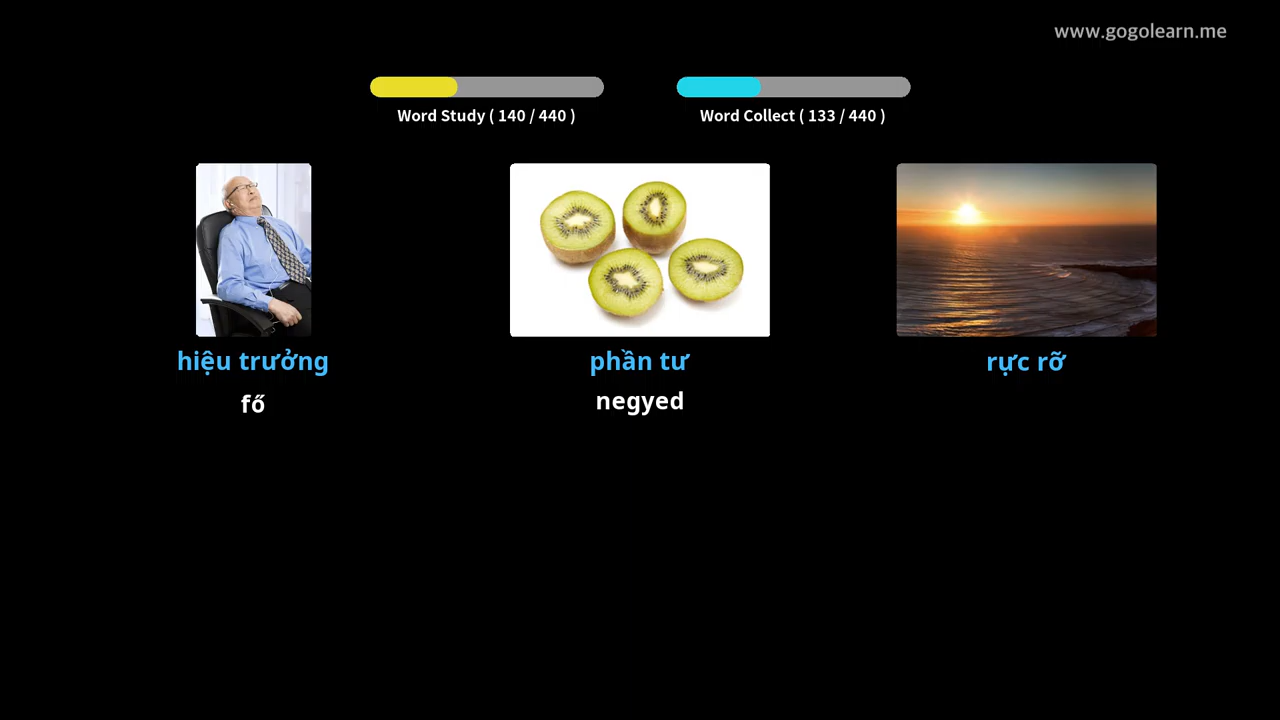 www.gogolearn.me
Word Study ( 140 / 440 )
Word Collect ( 133 / 440 )
hiệu trưởng
fő
phần tư
negyed
rực rỡ